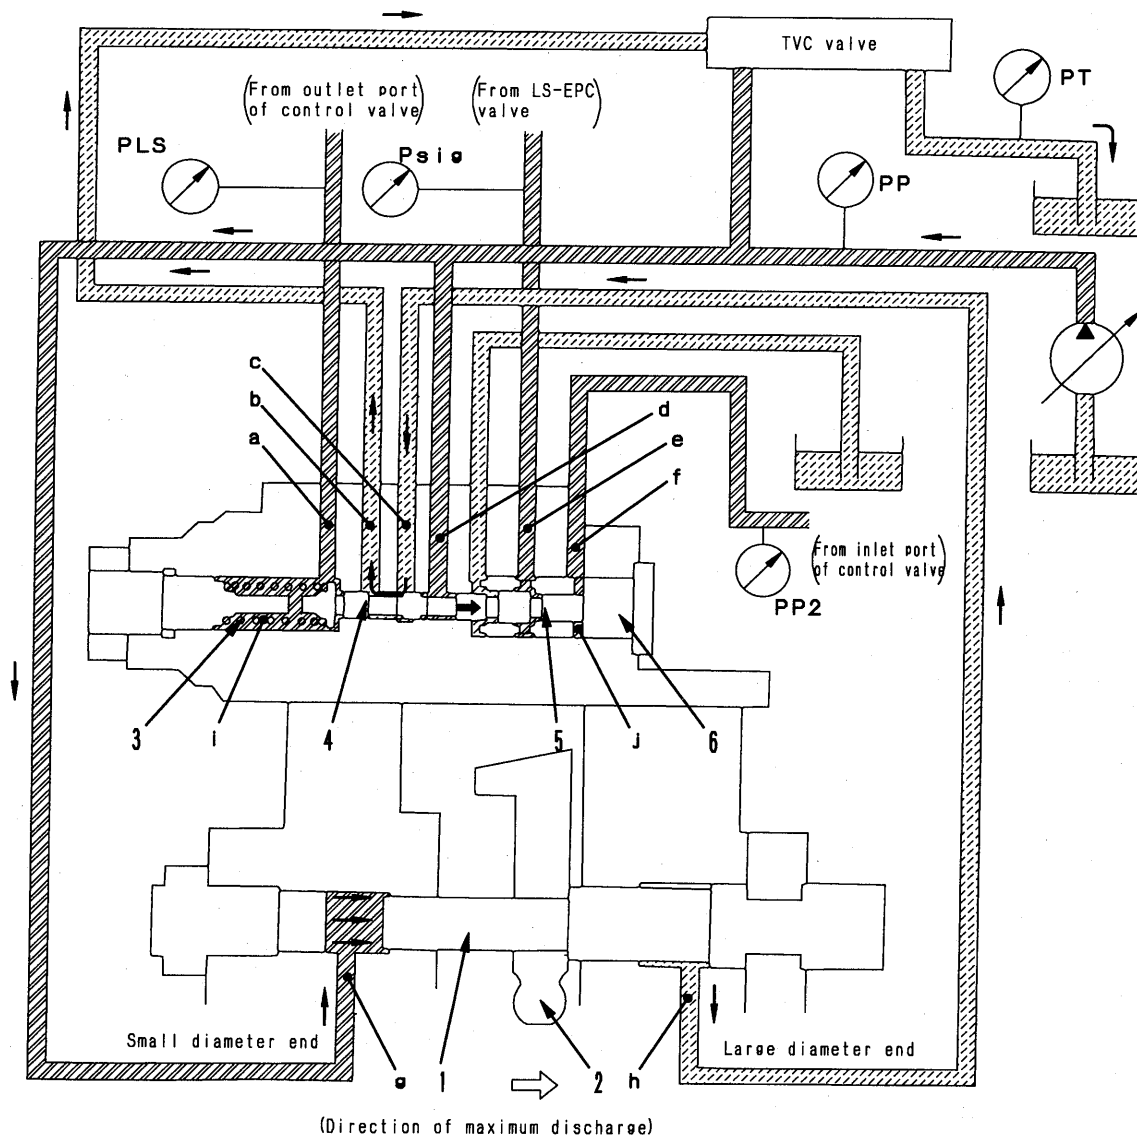 TVC valve
PT
(From outlet port
of control valve)
(From LS-EPC)
valve
PLS
Psig
PP
c
b
a
d
e
f
(From inlet port
of control valve)
PP2
3
i
4
5
j
6
Small diameter end
Large diameter end
g
1
2
h
(Direction of maximum discharge)